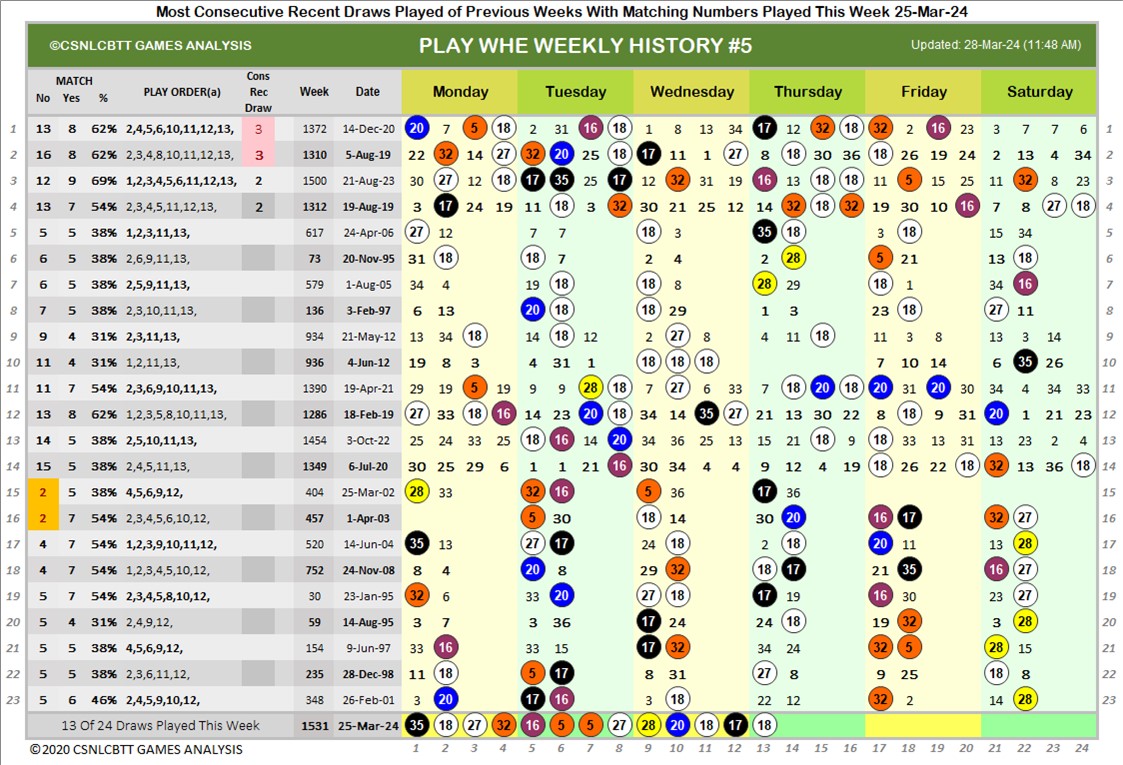 Most Consecutive Recent Draws Played of Previous Weeks With Matching Numbers Played This Week 25-Mar-24
©CSNLCBTT GAMES ANALYSIS PLAY WHE WEEKLY HISTORY #5 Updated: 28-Mar-24 (11:48 AM)
MATCH Cons
No Yes % PLAY ORDER(a) Rec Draw Week Date Monday Tuesday Wednesday Thursday Friday Saturday
1 13 8 62% 2,4,5,6,10,11,12,13, 3 1372 14-Dec-20 20 7 5 18 2 31 16 18 1 8 13 34 17 12 32 18 32 2 19 23 3 7 7 6 1
2 16 8 62% 2,3,4,8,10,11,12,13, 3 1310 5-Aug-19 22 32 14 27 32 20 25 18 17 11 1 27 8 18 30 36 18 26 19 24 2 13 4 34 2
3 12 9 69% 1,2,3,4,5,6,11,12,13, 2 1500 21-Aug-23 30 27 12 18 17 35 25 17 12 32 31 19 16 13 18 18 11 5 15 25 11 32 8 23 3
4 13 7 54% 2,3,4,5,11,12,13, 2 1312 19-Aug-19 3 17 24 19 11 18 3 32 30 21 25 12 14 32 18 32 19 30 10 16 7 8 27 18 4
5 5 5 38% 1,2,3,11,13, 617 24-Apr-06 27 12 7 7 18 3 35 18 3 18 15 34 5
6 5 5 38% 2,6,9,11,13, 73 20-Nov-95 31 18 18 7 2 4 2 28 5 21 13 18 6
7 6 5 38% 2,5,9,11,13, 579 1-Aug-05 34 4 19 18 18 8 28 29 18 1 34 16 7
8 7 5 38% 2,3,10,11,13, 136 3-Feb-97 6 13 20 18 18 29 1 3 23 18 27 11 8
9 9 4 31% 2,3,11,13, 934 21-May-12 13 34 18 14 18 12 2 27 8 4 11 18 11 3 8 13 3 14 9
10 11 4 31% 1,2,11,13, 936 4-Jun-12 19 8 3 4 31 1 18 18 18 7 10 14 6 35 26 10
11 11 7 54% 2,3,6,9,10,11,13, 1390 19-Apr-21 29 19 5 19 9 9 28 18 7 27 6 33 7 18 20 18 20 31 20 30 34 4 34 33 11
12 13 8 62% 1,2,3,5,8,10,11,13, 1286 18-Feb-19 27 33 18 16 14 23 20 18 34 14 35 27 21 13 30 22 8 18 9 31 20 1 21 23 12
13 14 5 38% 2,5,10,11,13, 1454 3-Oct-22 25 24 33 25 18 16 14 20 34 36 25 13 15 21 18 9 18 33 13 31 13 23 2 4 13
14 15 5 38% 2,4,5,11,13, 1349 6-Jul-20 30 25 29 6 1 1 21 16 30 34 4 4 9 12 4 19 18 26 22 18 32 13 36 18 14
15 2 5 38% 4,5,6,9,12, 404 25-Mar-02 28 33 32 16 5 36 17 36 15
16 2 7 54% 2,3,4,5,6,10,12, 457 1-Apr-03 5 30 18 14 30 20 16 17 32 27 16
17 4 7 54% 1,2,3,9,10,11,12, 520 14-Jun-04 35 13 27 17 24 18 2 18 20 11 13 28 17
18 4 7 54% 1,2,3,4,5,10,12, 752 24-Nov-08 8 4 20 8 29 32 18 17 21 35 16 27 18
19 5 7 54% 2,3,4,5,8,10,12, 30 23-Jan-95 32 6 33 20 27 18 17 19 16 30 23 27 19
20 5 4 31% 2,4,9,12, 59 14-Aug-95 3 7 3 36 17 24 24 18 19 32 3 28 20
21 5 5 38% 4,5,6,9,12, 154 9-Jun-97 33 16 33 15 17 32 34 24 32 5 28 15 21
22 5 5 38% 2,3,6,11,12, 235 28-Dec-98 11 18 5 17 8 31 27 8 9 25 18 8 22
23 5 6 46% 2,4,5,9,10,12, 348 26-Feb-01 3 20 17 16 3 18 22 12 32 2 14 28 23
13 Of 24 Draws Played This Week 1531 25-Mar-24 35 18 27 32 16 5 5 27 28 20 18 17 18
© 2020 CSNLCBTT GAMES ANALYSIS 1 2 3 4 5 6 7 8 9 10 11 12 13 14 15 16 17 18 19 20 21 22 23 24